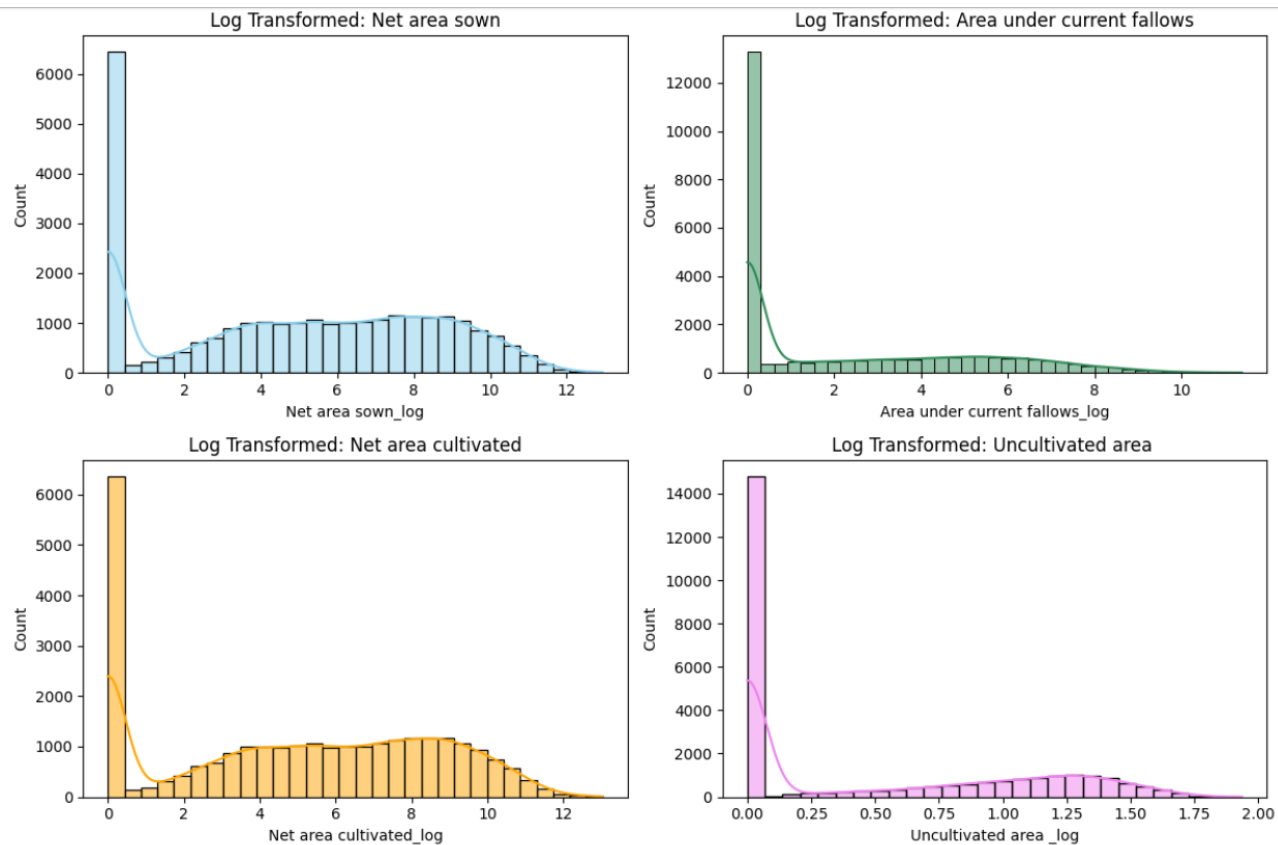 Log Transformed: Net area sown
6000
5000
4000
3000
2000
1000
0
Count
0 2 4 6 8 10 12
Net area sown_log
Log Transformed: Area under current fallows
12000
10000
8000
6000
4000
2000
0
Count
0 2 4 6 8 10
Area under current fallows_log
Log Transformed: Net area cultivated
6000
5000
4000
3000
2000
1000
0
Count
0 2 4 6 8 10 12
Net area cultivated_log
Log Transformed: Uncultivated area
14000
12000
10000
8000
6000
4000
2000
0
Count
0.00 0.25 0.50 0.75 1.00 1.25 1.50 1.75 2.00
Uncultivated area _log